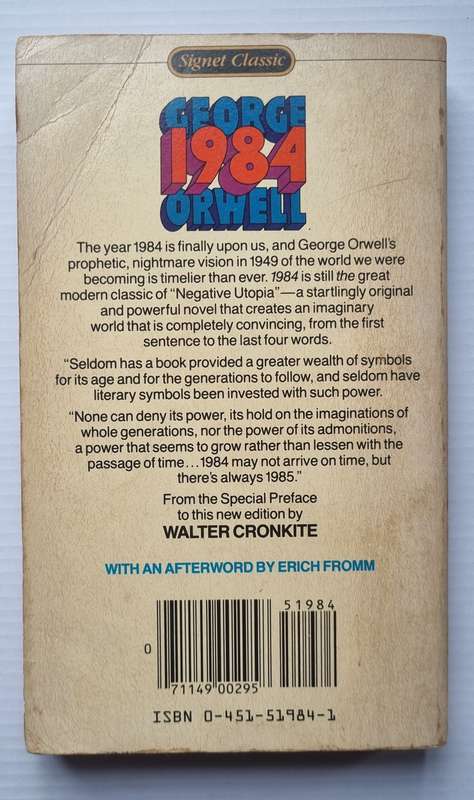 Signet Classic
GEORGE
1984
ORWELL
The year 1984 is finally upon us, and George Orwell's
prophetic, nightmare vision in 1949 of the world we were
becoming is timelier than ever. 1984 is still the great
modern classic of "Negative Utopia"—a startlingly original
and powerful novel that creates an imaginary
world that is completely convincing, from the first
sentence to the last four words.
"Seldom has a book provided a greater wealth of symbols
for its age and for the generations to follow, and seldom have
literary symbols been invested with such power.
"None can deny its power, its hold on the imaginations of
whole generations, nor the power of its admonitions,
a power that seems to grow rather than lessen with the
passage of time...1984 may not arrive on time, but
there's always 1985."
From the Special Preface
to this new edition by
WALTER CRONKITE
WITH AN AFTERWORD BY ERICH FROMM
51984
0
71149 00295
ISBN 0-451-51984-1